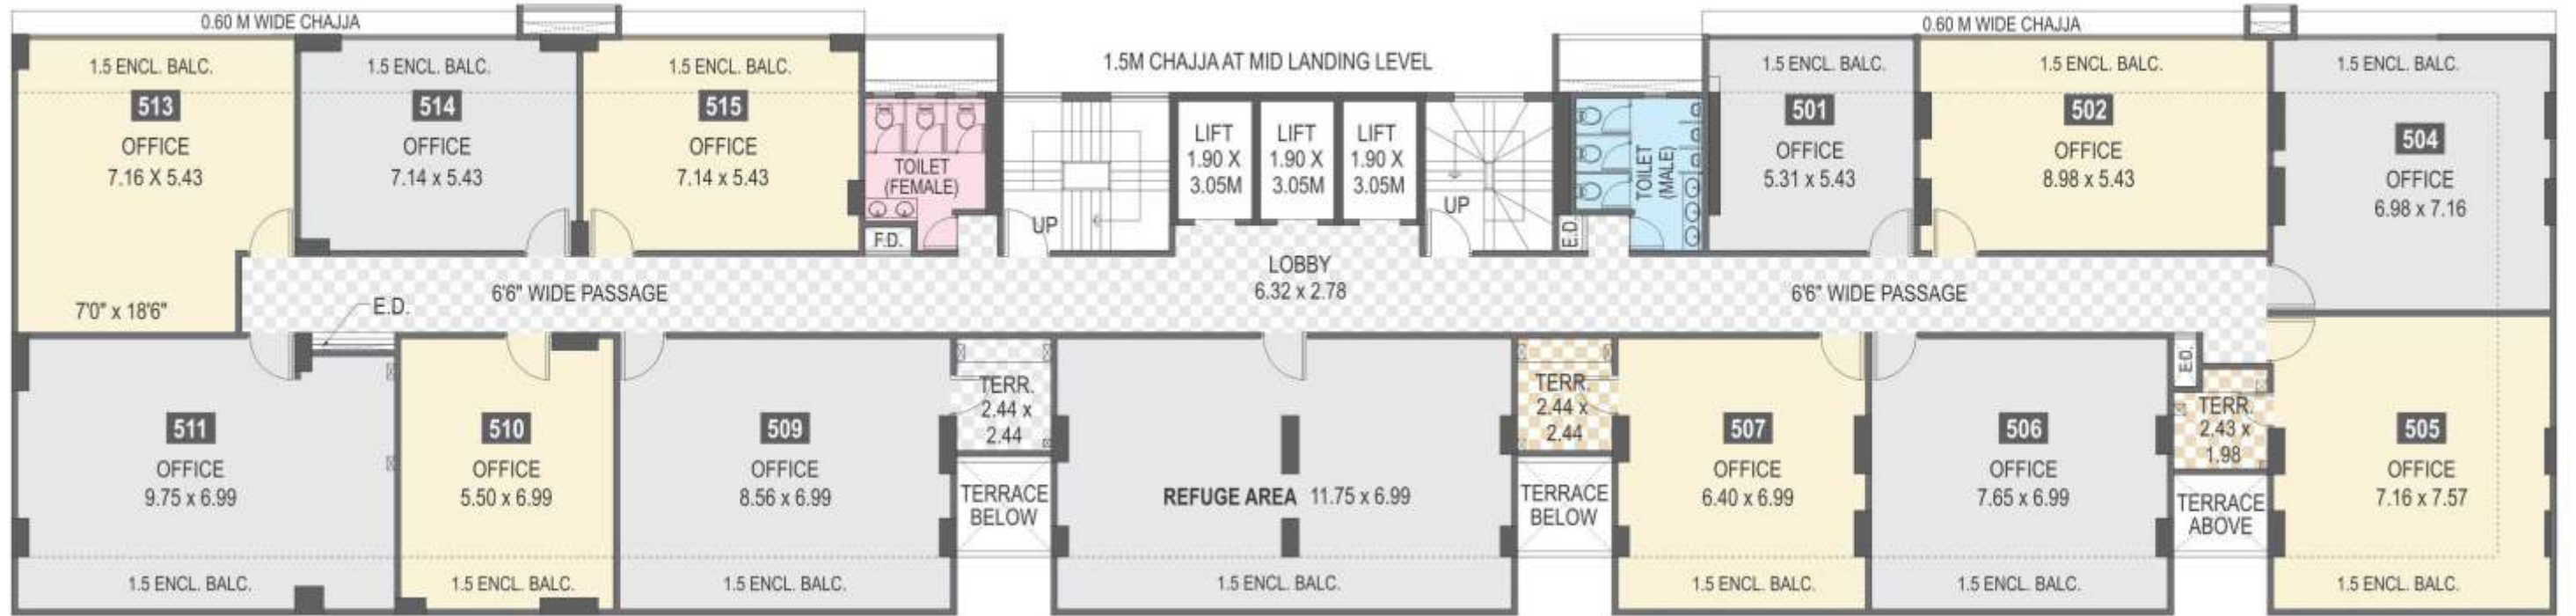 0.60 M WIDE CHAJJA
0.60 M WIDE CHAJJA
1.5M CHAJJA AT MID LANDING LEVEL
1.5 ENCL. BALC.
513
OFFICE
7.16 X 5.43
7'0" x 18'6"
1.5 ENCL. BALC.
514
OFFICE
7.14 x 5.43
1.5 ENCL. BALC.
515
OFFICE
7.14 x 5.43
TOILET
(FEMALE)
F.D.
UP
LIFT
1.90 X
3.05M
LIFT
1.90 X
3.05M
LIFT
1.90 X
3.05M
UP
E.D.
TOILET
(MALE)
1.5 ENCL. BALC.
501
OFFICE
5.31 x 5.43
1.5 ENCL. BALC.
502
OFFICE
8.98 x 5.43
1.5 ENCL. BALC.
504
OFFICE
6.98 x 7.16
E.D.
6'6" WIDE PASSAGE
LOBBY
6.32 x 2.78
6'6" WIDE PASSAGE
511
OFFICE
9.75 x 6.99
1.5 ENCL. BALC.
510
OFFICE
5.50 x 6.99
1.5 ENCL. BALC.
509
OFFICE
8.56 x 6.99
1.5 ENCL. BALC.
TERR.
2.44 x
2.44
TERRACE
BELOW
REFUGE AREA 11.75 x 6.99
1.5 ENCL. BALC.
TERR.
2.44 x
2.44
TERRACE
BELOW
507
OFFICE
6.40 x 6.99
1.5 ENCL. BALC.
506
OFFICE
7.65 x 6.99
1.5 ENCL. BALC.
E.D.
TERR.
2.43 x
1.98
TERRACE
ABOVE
505
OFFICE
7.16 x 7.57
1.5 ENCL. BALC.